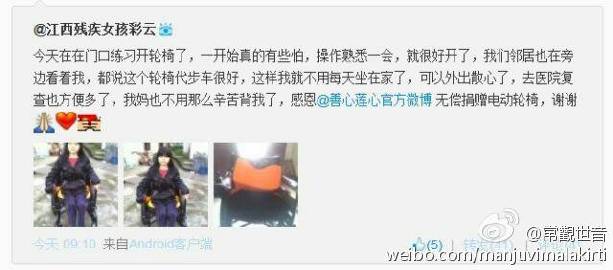 @江西残疾女孩彩云
今天在在门口练习开轮椅了，一开始真的有些怕，操作熟悉一会，就很好开了，我们邻居也在旁
边看着我，都说这个轮椅代步车很好，这样我就不用每天坐在家了，可以外出散心了，去医院复
查也方便多了，我妈也不用那么辛苦背我了，感恩@善心莲心官方微博 无偿捐赠电动轮椅，谢谢
今天 09:10 来自Android客户端
(5) | 转发
@常觀世音
weibo.com/manjuvimalakirti